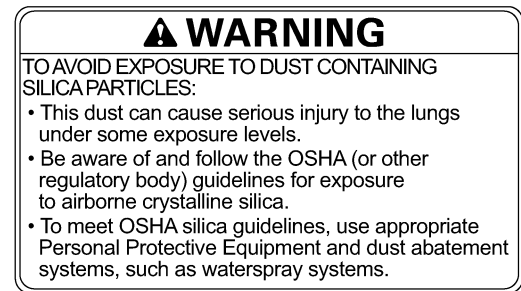 WARNING
TO AVOID EXPOSURE TO DUST CONTAINING
SILICA PARTICLES:
• This dust can cause serious injury to the lungs
under some exposure levels.
• Be aware of and follow the OSHA (or other
regulatory body) guidelines for exposure
to airborne crystalline silica.
• To meet OSHA silica guidelines, use appropriate
Personal Protective Equipment and dust abatement
systems, such as waterspray systems.